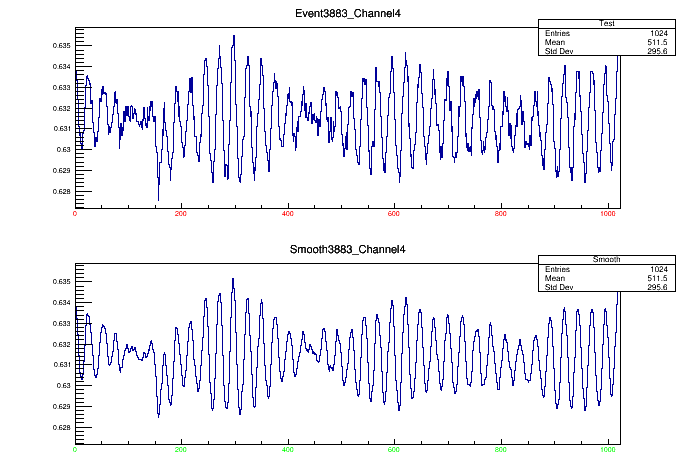 Event3883_Channel4
Test
Entries 1024
Mean 511.5
Std Dev 295.6
0.635
0.634
0.633
0.632
0.631
0.63
0.629
0.628
0 200 400 600 800 1000
Smooth3883_Channel4
Smooth
Entries 1024
Mean 511.5
Std Dev 295.6
0.635
0.634
0.633
0.632
0.631
0.63
0.629
0.628
0 200 400 600 800 1000